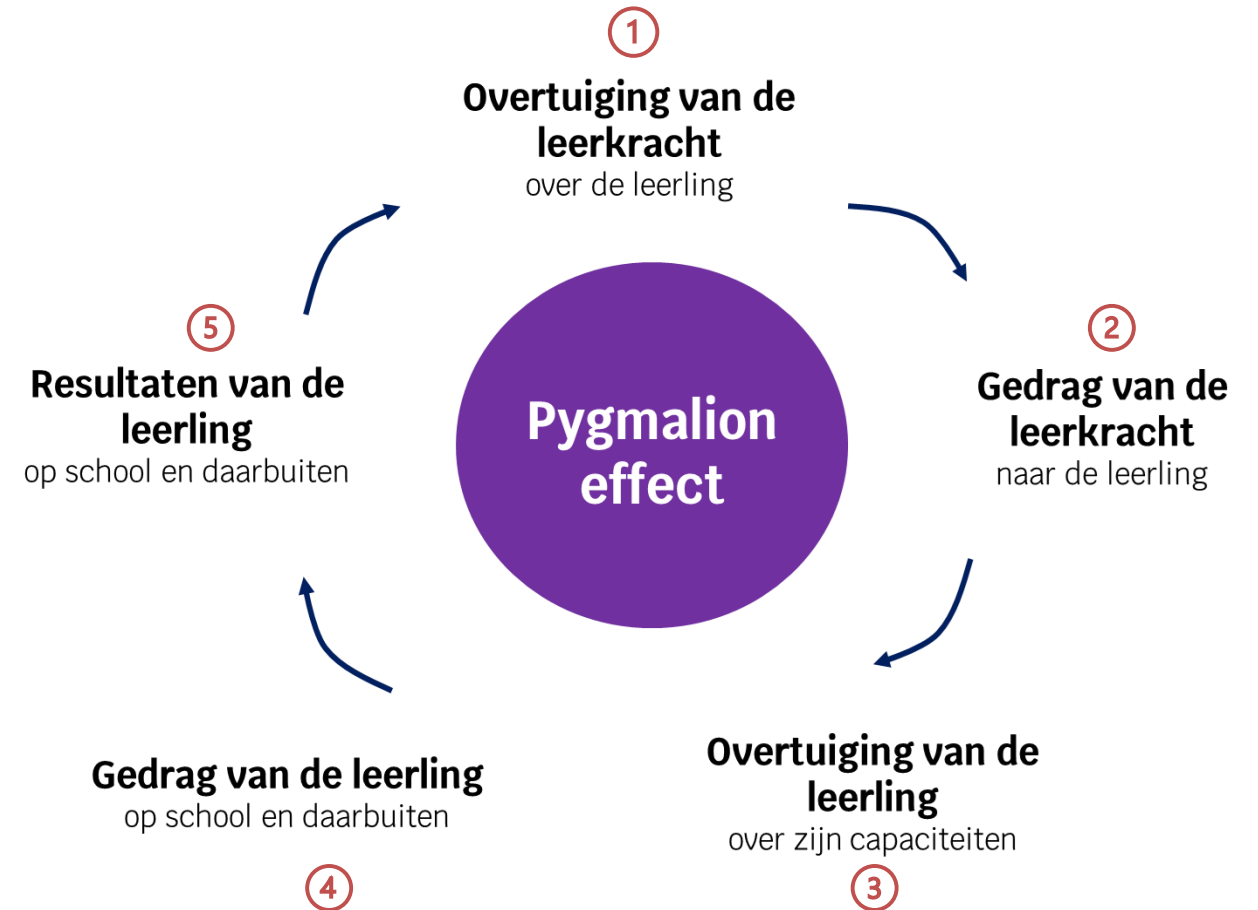 1
Overtuiging van de
leerkracht
over de leerling
2
Gedrag van de
leerkracht
naar de leerling
3
Overtuiging van de
leerling
over zijn capaciteiten
4
Gedrag van de leerling
op school en daarbuiten
5
Resultaten van de
leerling
op school en daarbuiten
Pygmalion
effect